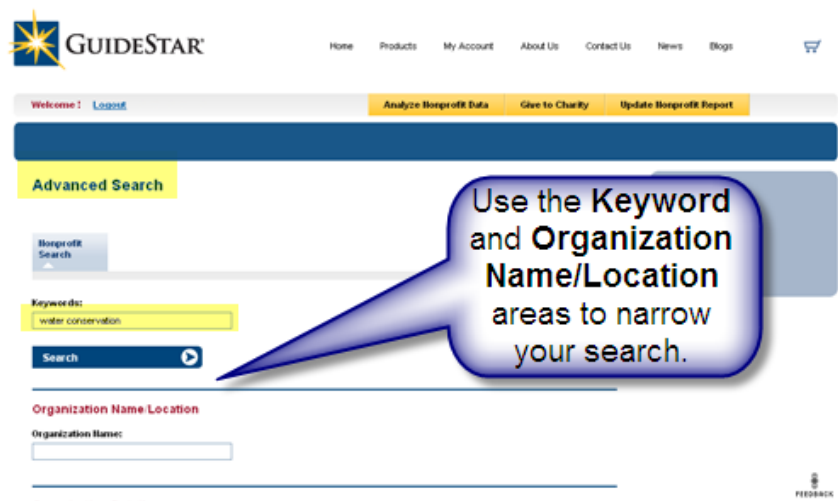 GUIDESTAR
Home Products My Account About Us Contact Us News Blogs
Welcome ! Logout Analyze Nonprofit Data Give to Charity Update Nonprofit Report
Advanced Search
Nonprofit
Search
Use the Keyword
and Organization
Name/Location
areas to narrow
your search.
Keywords:
water conservation
Search
Organization Name/Location
Organization Name:
FEEDBACK